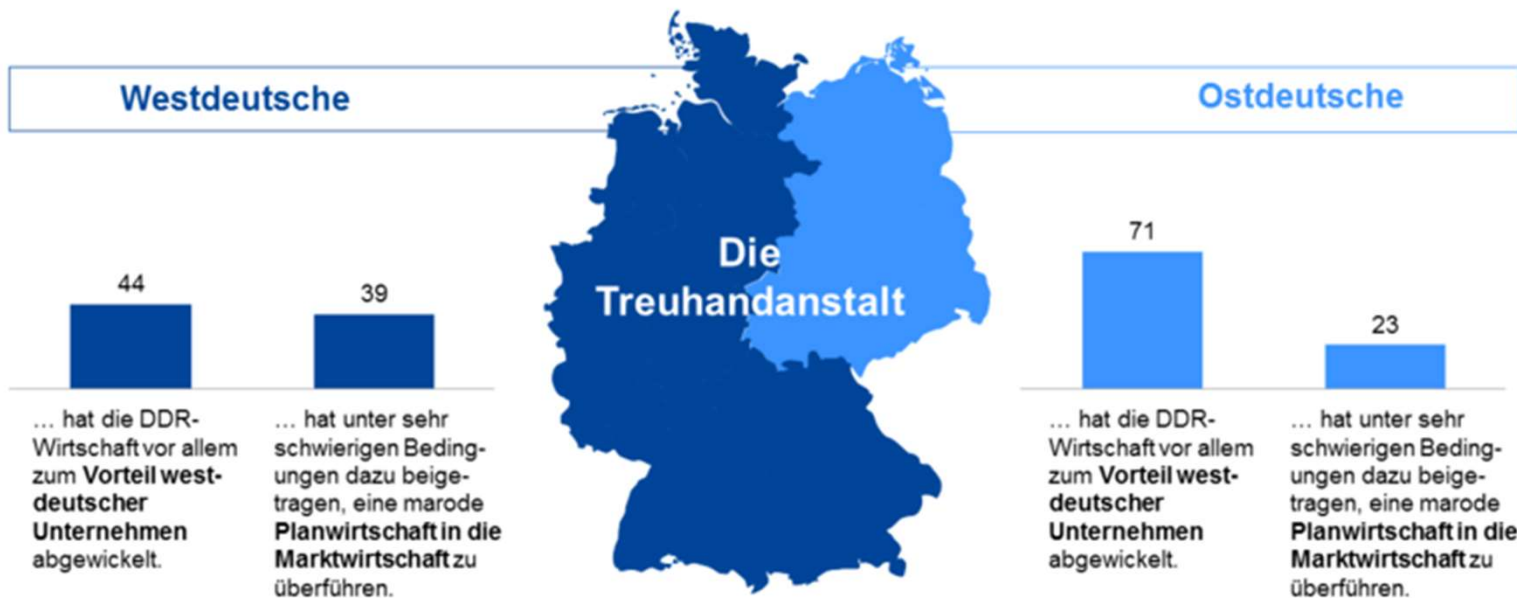 Westdeutsche
Ostdeutsche
Die
Treuhandanstalt
44
39
… hat die DDR-
Wirtschaft vor allem
zum Vorteil west-
deutscher
Unternehmen
abgewickelt.
… hat unter sehr
schwierigen Beding-
ungen dazu beige-
tragen, eine marode
Planwirtschaft in die
Marktwirtschaft zu
überführen.
71
23
… hat die DDR-
Wirtschaft vor allem
zum Vorteil west-
deutscher
Unternehmen
abgewickelt.
… hat unter sehr
schwierigen Beding-
ungen dazu beige-
tragen, eine marode
Planwirtschaft in die
Marktwirtschaft zu
überführen.